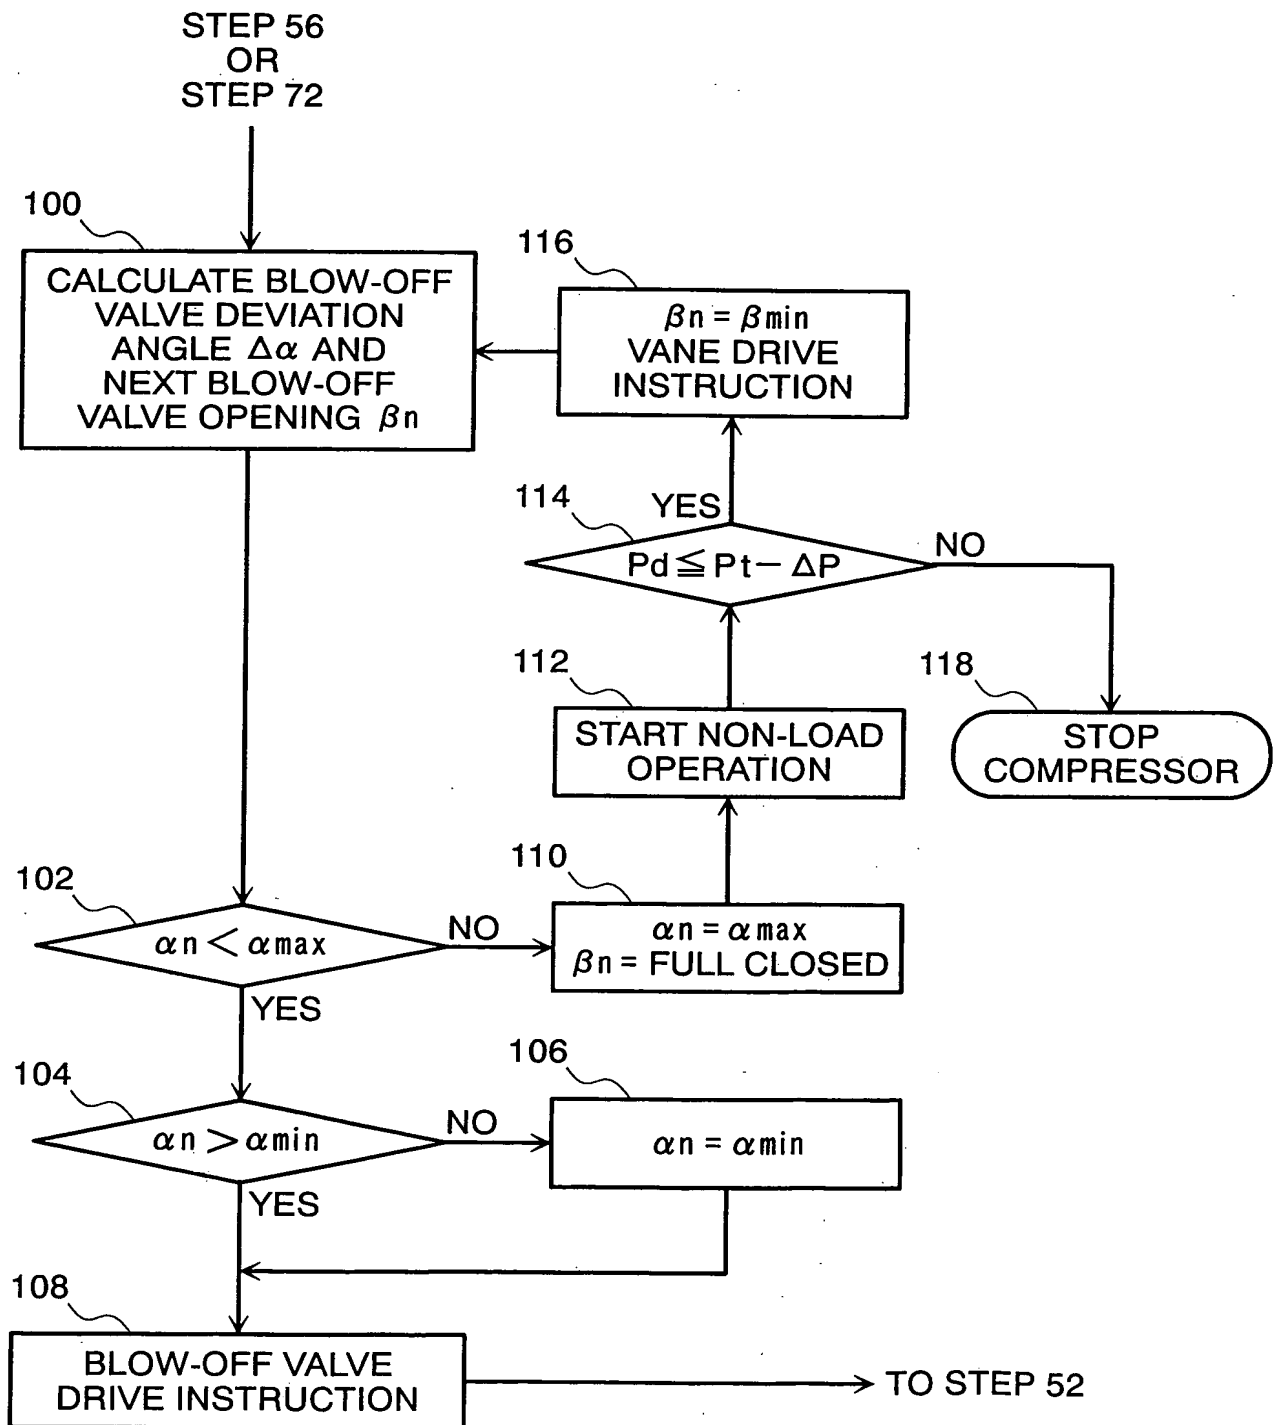 STEP 56
OR
STEP 72
100
CALCULATE BLOW-OFF
VALVE DEVIATION
ANGLE Δα AND
NEXT BLOW-OFF
VALVE OPENING βn
116
βn = βmin
VANE DRIVE
INSTRUCTION
114
YES
Pd ≦ Pt − ΔP
NO
112
START NON-LOAD
OPERATION
118
STOP
COMPRESSOR
102
αn < αmax
NO
YES
110
αn = αmax
βn = FULL CLOSED
104
αn > αmin
NO
YES
106
αn = αmin
108
BLOW-OFF VALVE
DRIVE INSTRUCTION
TO STEP 52